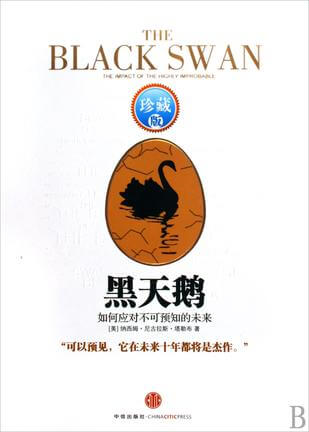 THE
BLACK SWAN
THE IMPACT OF THE HIGHLY IMPROBABLE
珍藏
版
黑天鹅
如何应对不可预知的未来
[美] 纳西姆·尼古拉斯·塔勒布 著
“可以预见,它在未来十年都将是杰作。”
中信出版社·CHINACITICPRESS
B